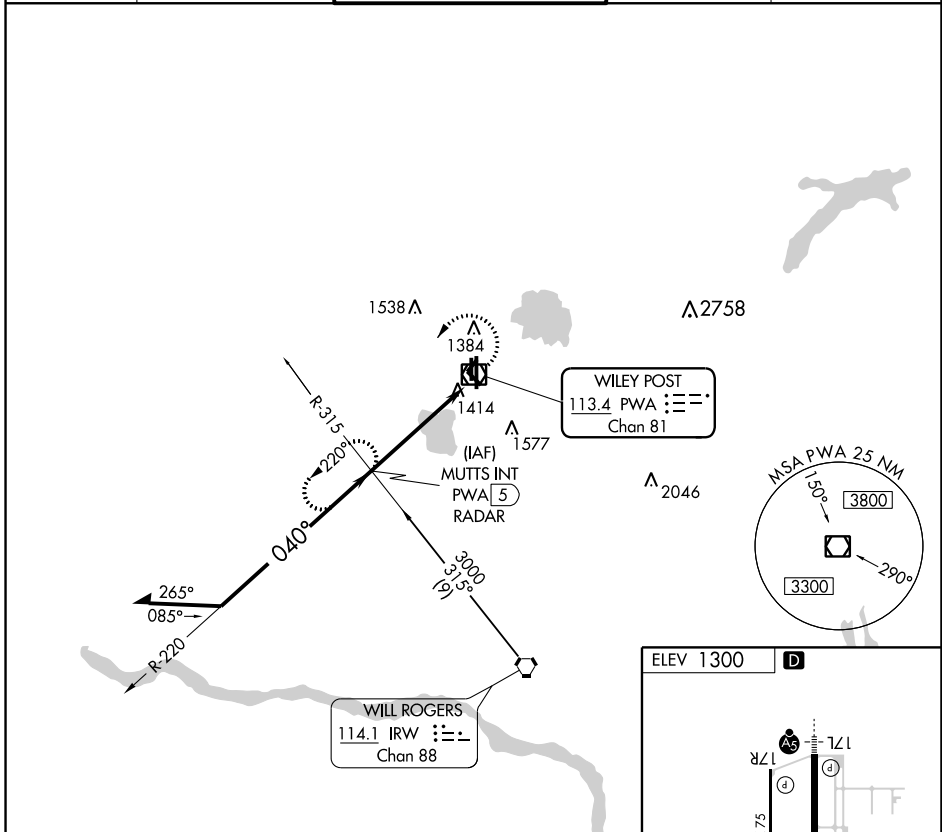 1538
2758
1384
WILEY POST
113.4 PWA
Chan 81
1414
1577
R-315
220°
(IAF)
MUTTS INT
PWA 5
RADAR
2046
MSA PWA 25 NM
150°
3800
290°
3300
040°
3000
315°
(9)
265°
085°
R-220
WILL ROGERS
114.1 IRW
Chan 88
ELEV 1300 D
A5
17R
17L
P
P
75